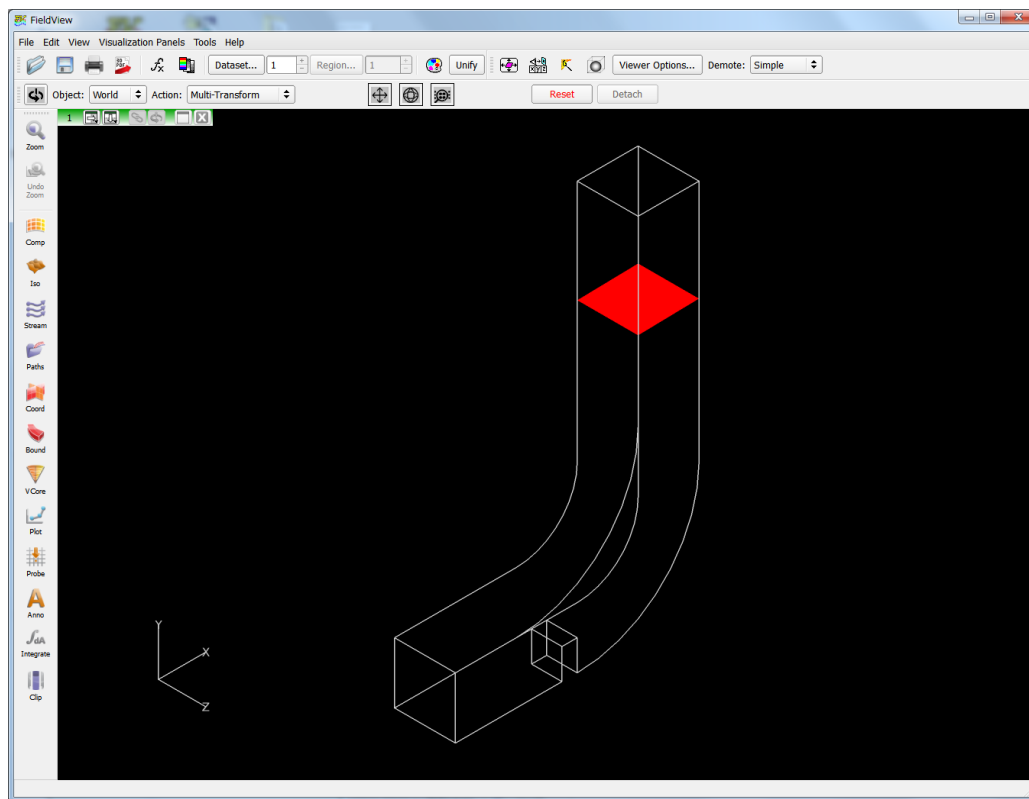 FieldView
File Edit View Visualization Panels Tools Help
Dataset... 1 Region... 1 Unify Viewer Options... Demote: Simple
Object: World Action: Multi-Transform Reset Detach
1
Zoom
Undo
Zoom
Comp
Iso
Stream
Paths
Coord
Bound
VCore
Plot
Probe
Anno
Integrate
Clip
Y
X
Z